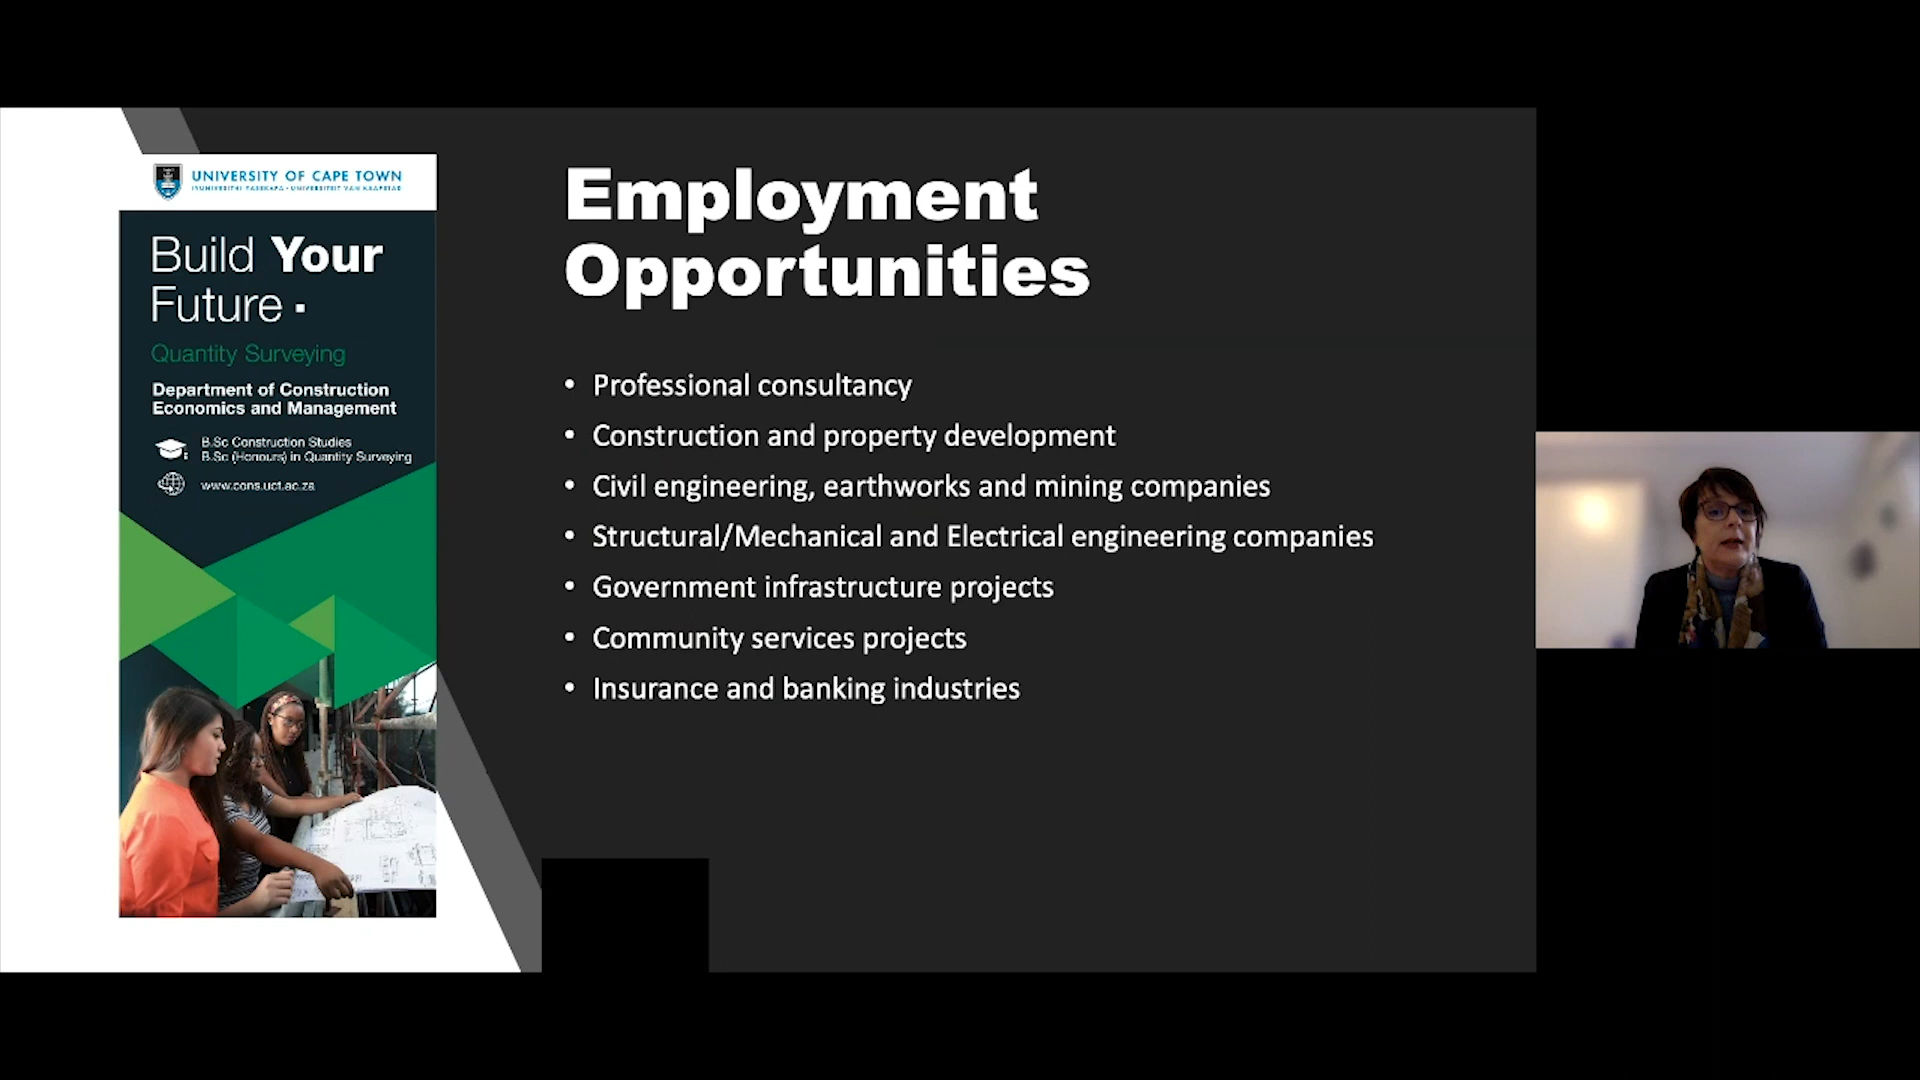 UNIVERSITY OF CAPE TOWN
IYUNIVESITHI YASEKAPA • UNIVERSITEIT VAN KAAPSTAD
Build Your
Future
Quantity Surveying
Department of Construction
Economics and Management
B.Sc Construction Studies
B.Sc (Honours) in Quantity Surveying
www.cons.uct.ac.za
Employment
Opportunities
• Professional consultancy
• Construction and property development
• Civil engineering, earthworks and mining companies
• Structural/Mechanical and Electrical engineering companies
• Government infrastructure projects
• Community services projects
• Insurance and banking industries